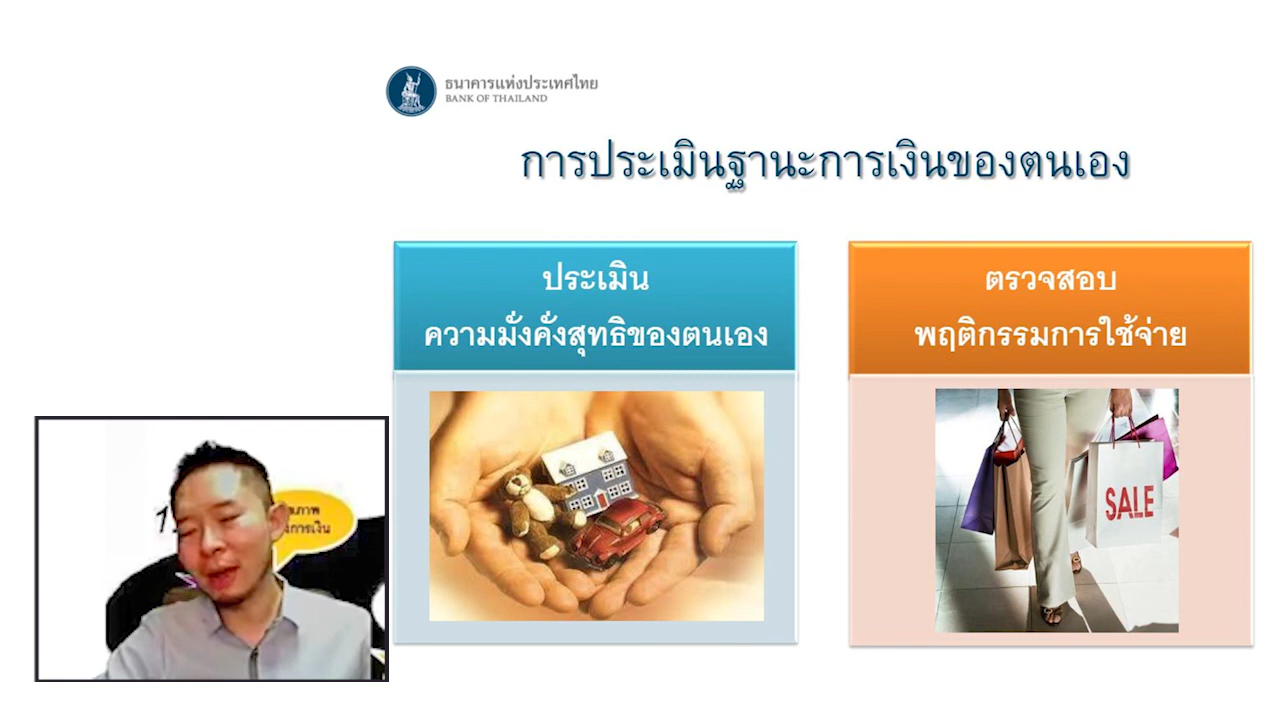 ธนาคารแห่งประเทศไทย
BANK OF THAILAND
การประเมินฐานะการเงินของตนเอง
ประเมิน
ความมั่งคั่งสุทธิของตนเอง
ตรวจสอบ
พฤติกรรมการใช้จ่าย
SALE